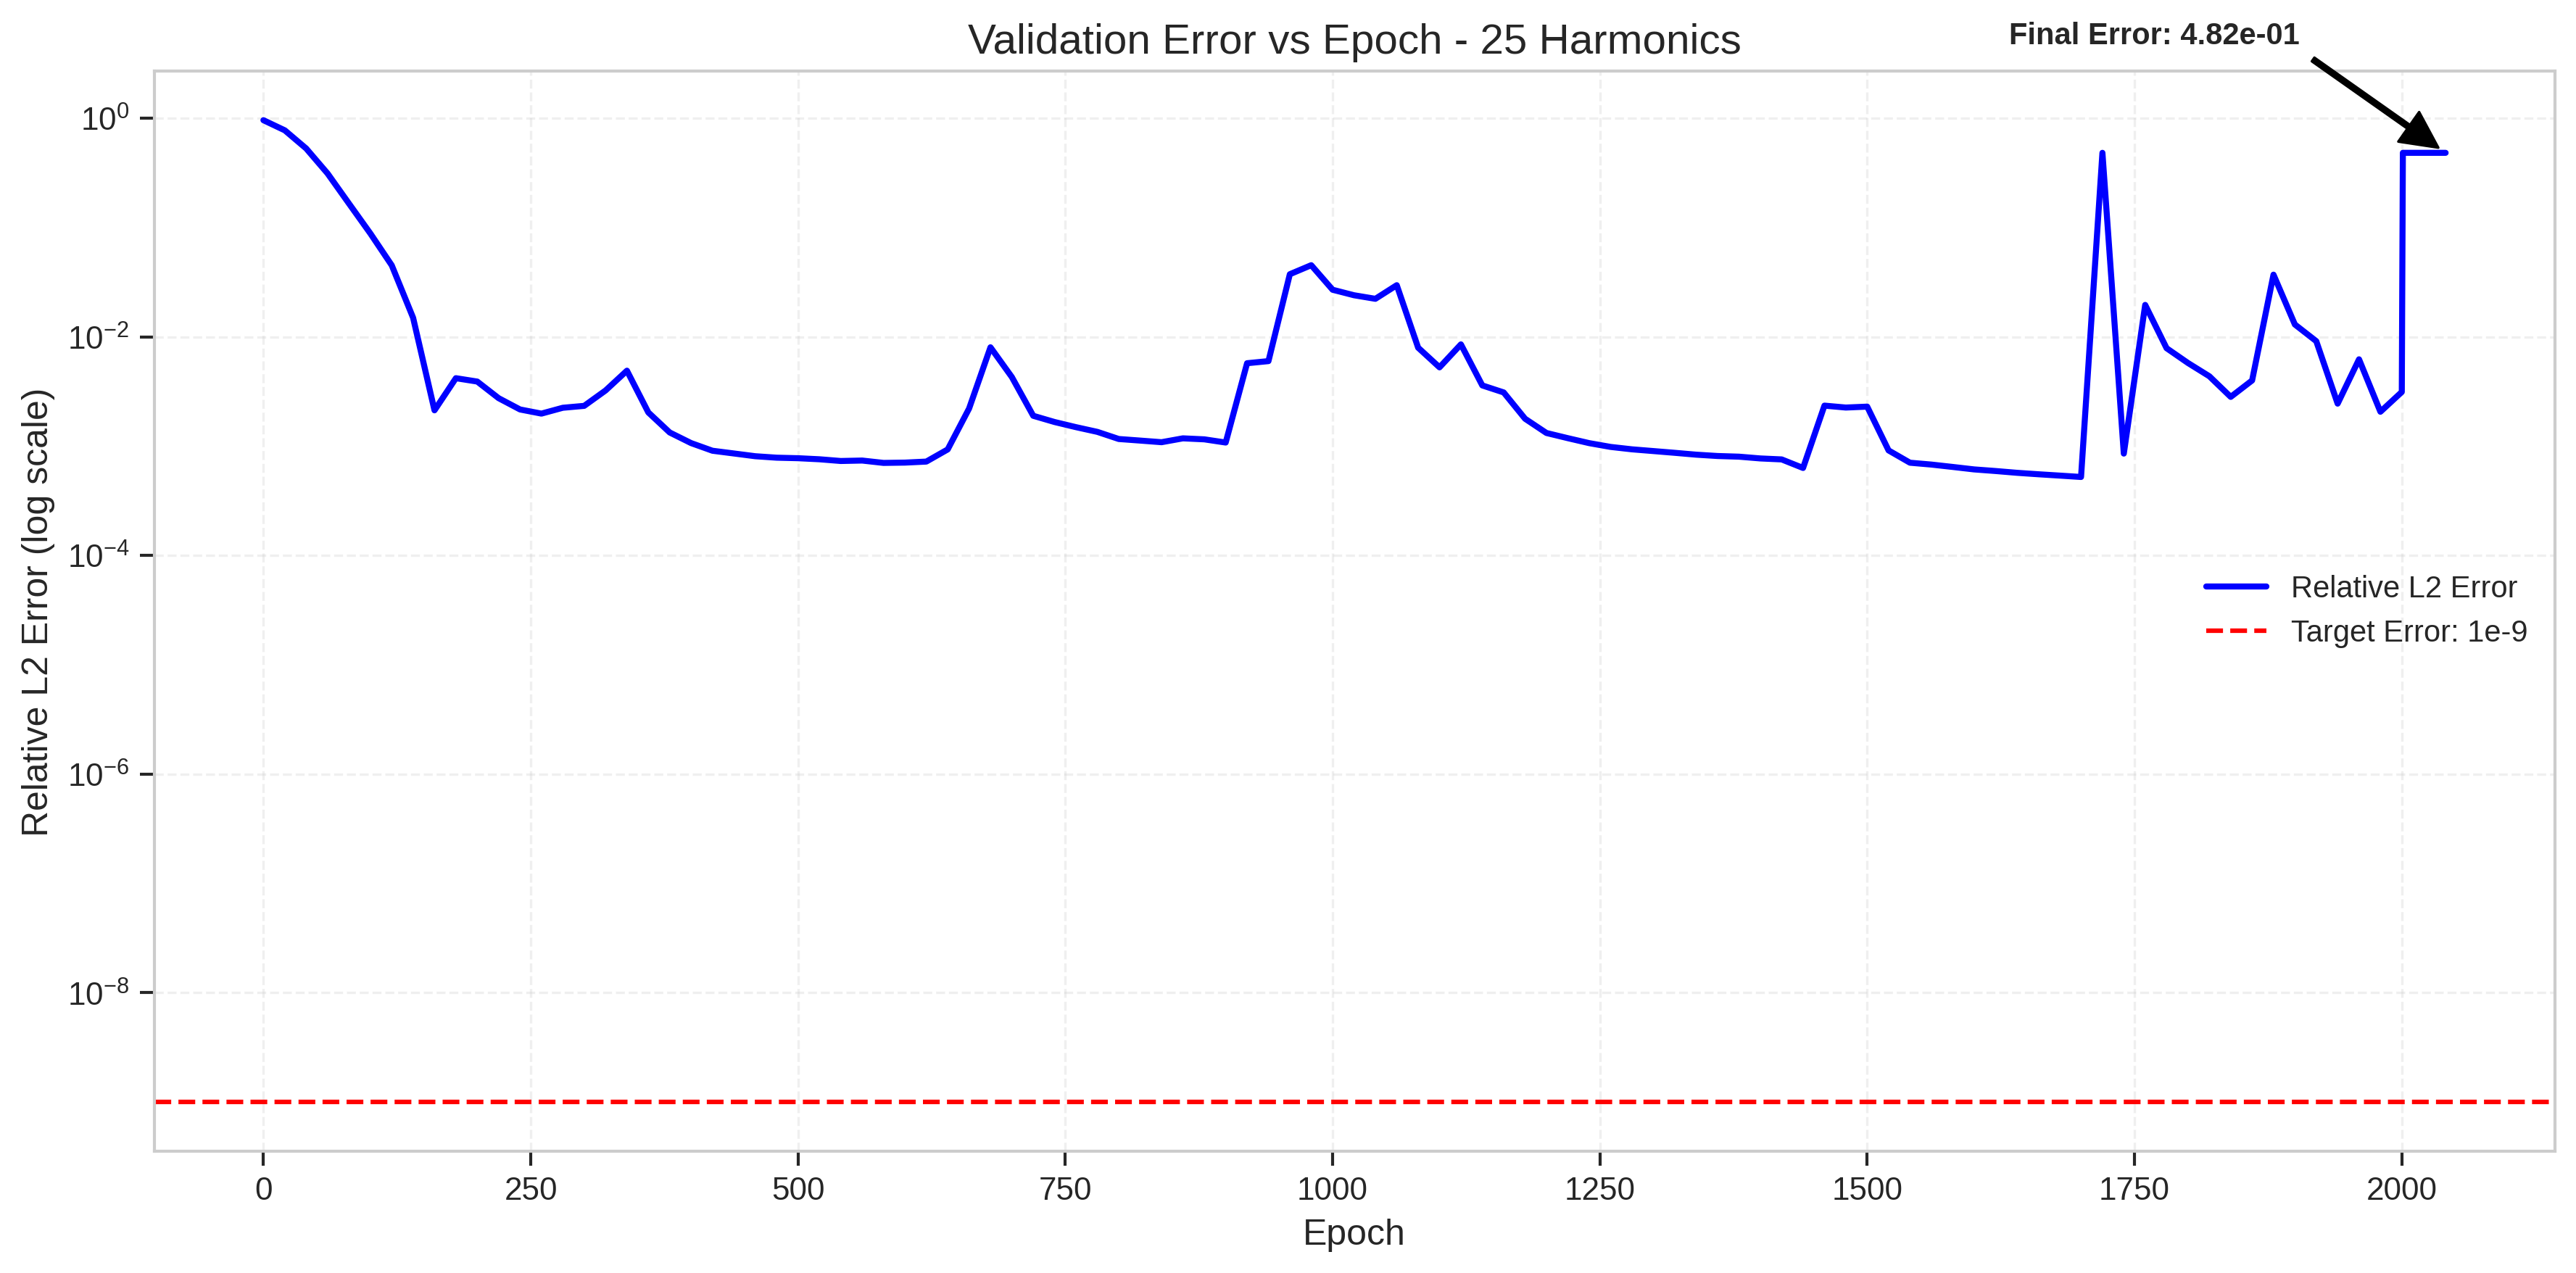 Validation Error vs Epoch - 25 Harmonics
Final Error: 4.82e-01
Relative L2 Error (log scale)
10⁰
10⁻²
10⁻⁴
10⁻⁶
10⁻⁸
Relative L2 Error
Target Error: 1e-9
0 250 500 750 1000 1250 1500 1750 2000
Epoch